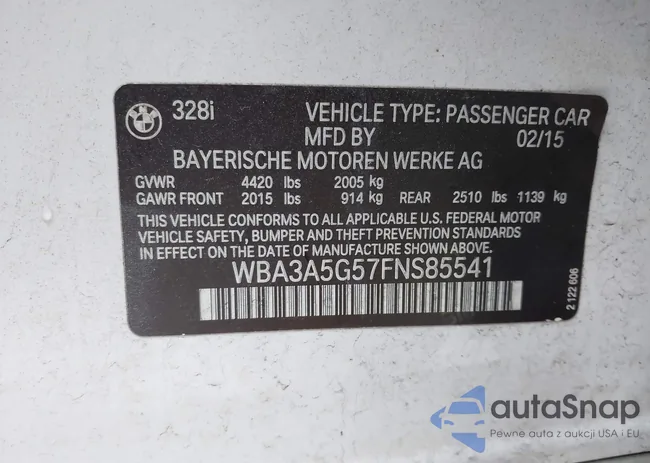 BMW
328i VEHICLE TYPE: PASSENGER CAR
MFD BY 02/15
BAYERISCHE MOTOREN WERKE AG
GVWR 4420 lbs 2005 kg
GAWR FRONT 2015 lbs 914 kg REAR 2510 lbs 1139 kg
THIS VEHICLE CONFORMS TO ALL APPLICABLE U.S. FEDERAL MOTOR
VEHICLE SAFETY, BUMPER AND THEFT PREVENTION STANDARDS
IN EFFECT ON THE DATE OF MANUFACTURE SHOWN ABOVE.
WBA3A5G57FNS85541
2 122 606
autaSnap
Pewne auta z aukcji USA i EU